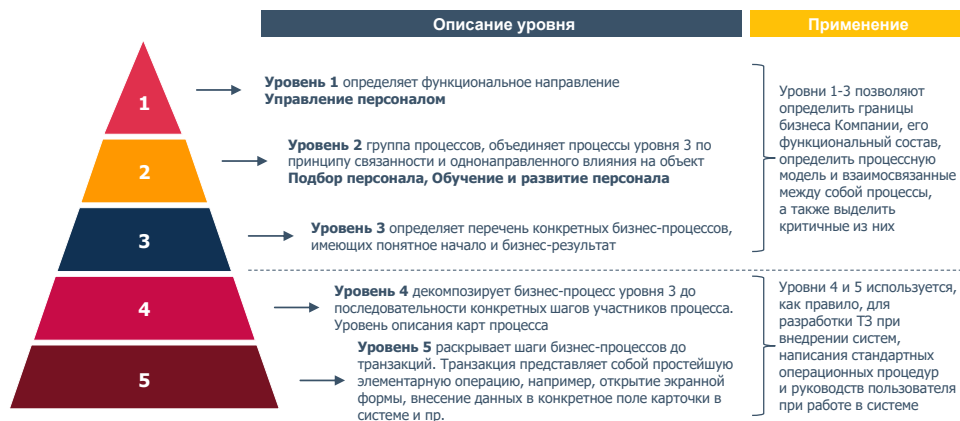 Описание уровня
Применение
1
Уровень 1 определяет функциональное направление
Управление персоналом
2
Уровень 2 группа процессов, объединяет процессы уровня 3 по
принципу связанности и однонаправленного влияния на объект
Подбор персонала, Обучение и развитие персонала
3
Уровень 3 определяет перечень конкретных бизнес-процессов,
имеющих понятное начало и бизнес-результат
Уровни 1-3 позволяют
определить границы
бизнеса Компании, его
функциональный состав,
определить процессную
модель и взаимосвязанные
между собой процессы,
а также выделить
критичные из них
4
Уровень 4 декомпозирует бизнес-процесс уровня 3 до
последовательности конкретных шагов участников процесса.
Уровень описания карт процесса
5
Уровень 5 раскрывает шаги бизнес-процессов до
транзакций. Транзакция представляет собой простейшую
элементарную операцию, например, открытие экранной
формы, внесение данных в конкретное поле карточки в
системе и пр.
Уровни 4 и 5 используется,
как правило, для
разработки ТЗ при
внедрении систем,
написания стандартных
операционных процедур
и руководств пользователя
при работе в системе